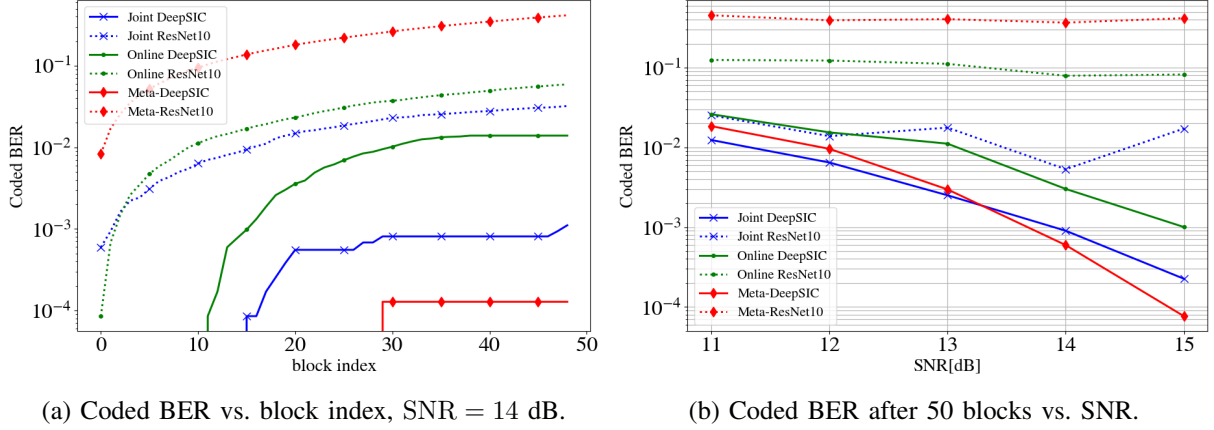 Coded BER
10⁻¹
10⁻²
10⁻³
10⁻⁴
Joint DeepSIC
Joint ResNet10
Online DeepSIC
Online ResNet10
Meta-DeepSIC
Meta-ResNet10
0 10 20 30 40 50
block index
(a) Coded BER vs. block index, SNR = 14 dB.
Coded BER
10⁻¹
10⁻²
10⁻³
10⁻⁴
Joint DeepSIC
Joint ResNet10
Online DeepSIC
Online ResNet10
Meta-DeepSIC
Meta-ResNet10
11 12 13 14 15
SNR[dB]
(b) Coded BER after 50 blocks vs. SNR.